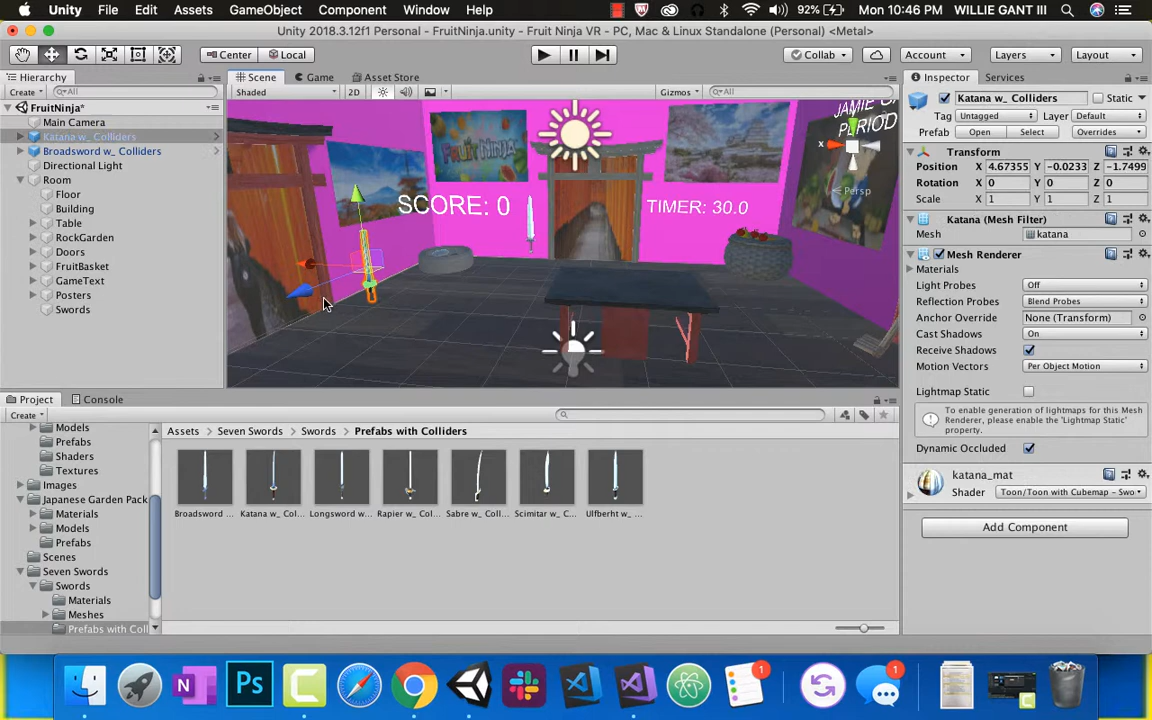 Unity File Edit Assets GameObject Component Window Help 92% Mon 10:46 PM WILLIE GANT III
Unity 2018.3.12f1 Personal - FruitNinja.unity - Fruit Ninja VR - PC, Mac & Linux Standalone (Personal) <Metal>
Center Local Collab Account Layers Layout
Hierarchy Scene Game Asset Store Inspector Services
Create All Shaded 2D Gizmos All
FruitNinja*
Main Camera
Katana w_ Colliders
Broadsword w_ Colliders
Directional Light
Room
Floor
Building
Table
RockGarden
Doors
FruitBasket
GameText
Posters
Swords
FRUIT NINJA
SCORE: 0
TIMER: 30.0
PERIOD
x
Persp
Katana w_ Colliders Static
Tag Untagged Layer Default
Prefab Open Select Overrides
Transform
Position X 4.67355 Y -0.0233 Z -1.7499
Rotation X 0 Y 0 Z 0
Scale X 1 Y 1 Z 1
Katana (Mesh Filter)
Mesh katana
Mesh Renderer
Materials
Light Probes Off
Reflection Probes Blend Probes
Anchor Override None (Transform)
Cast Shadows On
Receive Shadows
Motion Vectors Per Object Motion
Lightmap Static
To enable generation of lightmaps for this Mesh Renderer, please enable the 'Lightmap Static' property.
Dynamic Occluded
katana_mat
Shader Toon/Toon with Cubemap - Swo
Add Component
Project Console
Create
Models
Prefabs
Shaders
Textures
Images
Japanese Garden Pack
Materials
Models
Prefabs
Scenes
Seven Swords
Swords
Materials
Meshes
Prefabs with Coll
Assets Seven Swords Swords Prefabs with Colliders
Broadsword ... Katana w_ Col... Longsword w... Rapier w_ Col... Sabre w_ Coll... Scimitar w_ C... Ulfberht w_ ...
N Ps C 1 1